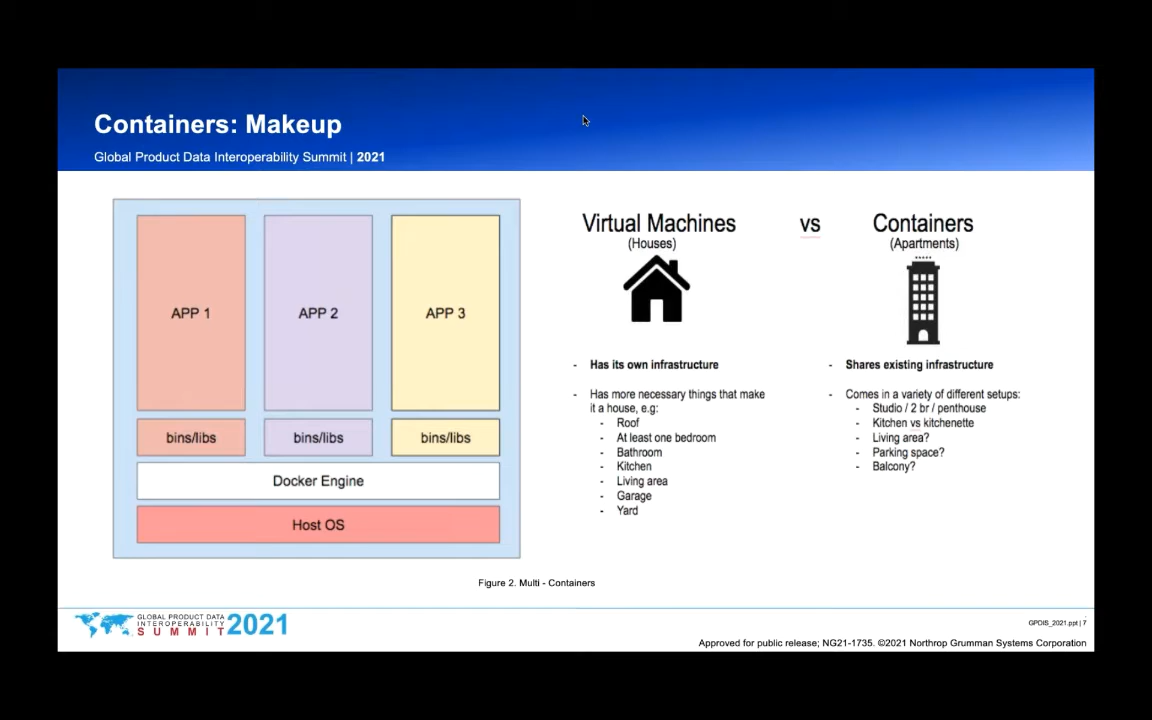 Containers: Makeup
Global Product Data Interoperability Summit | 2021
APP 1
APP 2
APP 3
bins/libs
bins/libs
bins/libs
Docker Engine
Host OS
Virtual Machines
(Houses)
vs
Containers
(Apartments)
- Has its own infrastructure
- Has more necessary things that make
it a house, e.g:
- Roof
- At least one bedroom
- Bathroom
- Kitchen
- Living area
- Garage
- Yard
- Shares existing infrastructure
- Comes in a variety of different setups:
- Studio / 2 br / penthouse
- Kitchen vs kitchenette
- Living area?
- Parking space?
- Balcony?
Figure 2. Multi - Containers
GLOBAL PRODUCT DATA
INTEROPERABILITY
SUMMIT 2021
GPDIS_2021.ppt | 7
Approved for public release; NG21-1735. ©2021 Northrop Grumman Systems Corporation